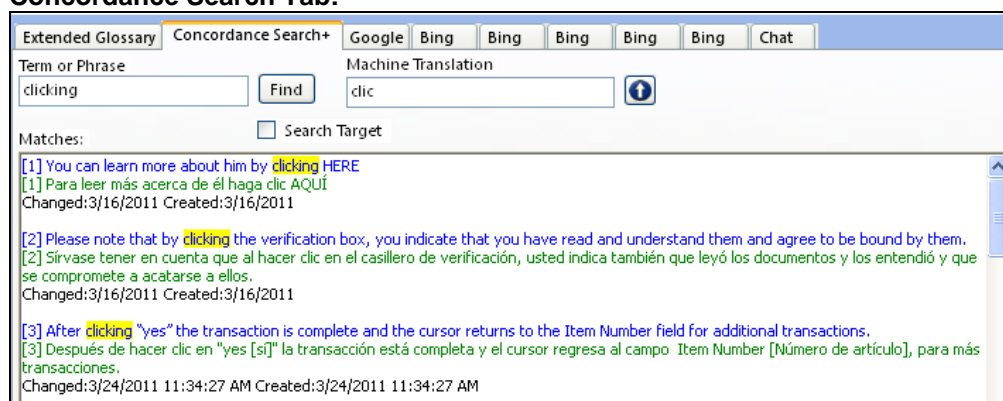 Concordance Search Tab:
Extended Glossary Concordance Search+ Google Bing Bing Bing Bing Bing Chat
Term or Phrase Machine Translation
clicking Find clic
Search Target
Matches:
[1] You can learn more about him by clicking HERE
[1] Para leer más acerca de él haga clic AQUÍ
Changed:3/16/2011 Created:3/16/2011
[2] Please note that by clicking the verification box, you indicate that you have read and understand them and agree to be bound by them.
[2] Sírvase tener en cuenta que al hacer clic en el casillero de verificación, usted indica también que leyó los documentos y los entendió y que
se compromete a acatarse a ellos.
Changed:3/16/2011 Created:3/16/2011
[3] After clicking "yes" the transaction is complete and the cursor returns to the Item Number field for additional transactions.
[3] Después de hacer clic en "yes [sí]" la transacción está completa y el cursor regresa al campo Item Number [Número de artículo], para más
transacciones.
Changed:3/24/2011 11:34:27 AM Created:3/24/2011 11:34:27 AM